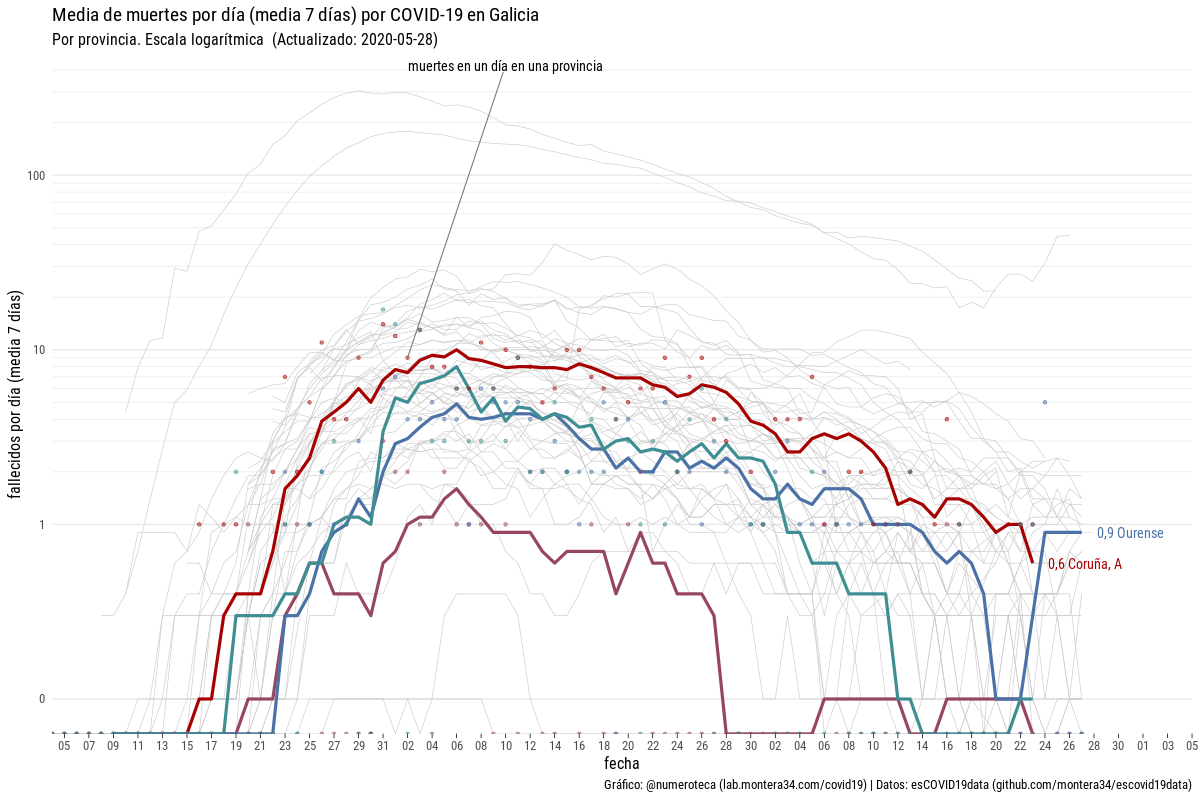 Media de muertes por día (media 7 días) por COVID-19 en Galicia
Por provincia. Escala logarítmica (Actualizado: 2020-05-28)
muertes en un día en una provincia
fallecidos por día (media 7 días)
100
10
1
0
0,9 Ourense
0,6 Coruña, A
05 07 09 11 13 15 17 19 21 23 25 27 29 31 02 04 06 08 10 12 14 16 18 20 22 24 26 28 30 02 04 06 08 10 12 14 16 18 20 22 24 26 28 30 01 03 05
fecha
Gráfico: @numeroteca (lab.montera34.com/covid19) | Datos: esCOVID19data (github.com/montera34/escovid19data)